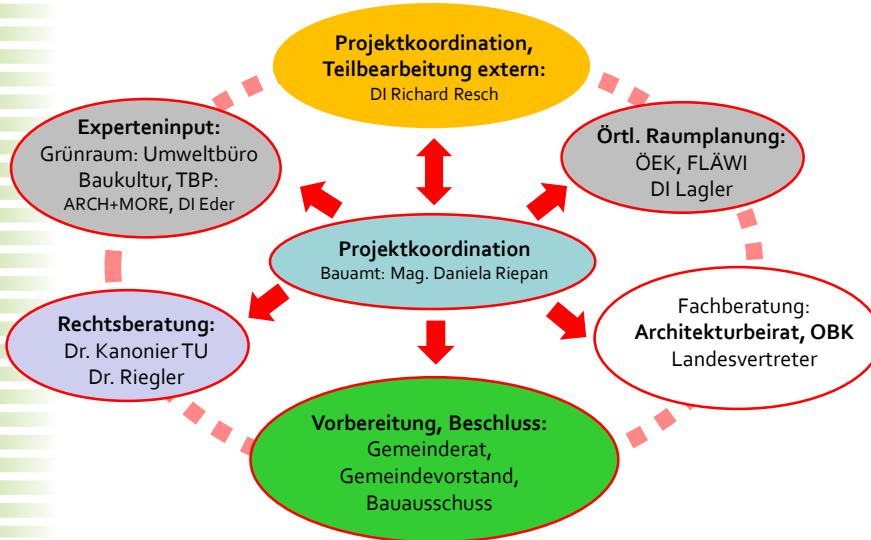 Projektkoordination,
Teilbearbeitung extern:
DI Richard Resch
Experteninput:
Grünraum: Umweltbüro
Baukultur, TBP:
ARCH+MORE, DI Eder
Örtl. Raumplanung:
ÖEK, FLÄWI
DI Lagler
Projektkoordination
Bauamt: Mag. Daniela Riepan
Rechtsberatung:
Dr. Kanonier TU
Dr. Riegler
Fachberatung:
Architekturbeirat, OBK
Landesvertreter
Vorbereitung, Beschluss:
Gemeinderat,
Gemeindevorstand,
Bauausschuss